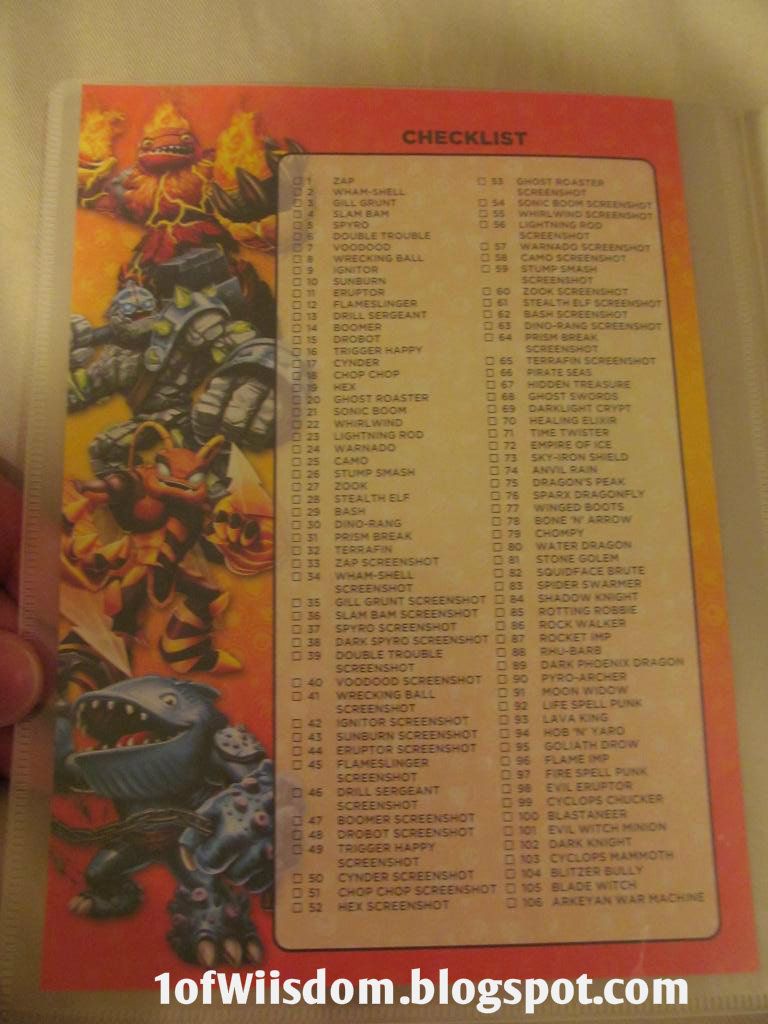 CHECKLIST
1 ZAP
2 WHAM-SHELL
3 GILL GRUNT
4 SLAM BAM
5 SPYRO
6 DOUBLE TROUBLE
7 VOODOOD
8 WRECKING BALL
9 IGNITOR
10 SUNBURN
11 ERUPTOR
12 FLAMESLINGER
13 DRILL SERGEANT
14 BOOMER
15 DROBOT
16 TRIGGER HAPPY
17 CYNDER
18 CHOP CHOP
19 HEX
20 GHOST ROASTER
21 SONIC BOOM
22 WHIRLWIND
23 LIGHTNING ROD
24 WARNADO
25 CAMO
26 STUMP SMASH
27 ZOOK
28 STEALTH ELF
29 BASH
30 DINO-RANG
31 PRISM BREAK
32 TERRAFIN
33 ZAP SCREENSHOT
34 WHAM-SHELL
SCREENSHOT
35 GILL GRUNT SCREENSHOT
36 SLAM BAM SCREENSHOT
37 SPYRO SCREENSHOT
38 DARK SPYRO SCREENSHOT
39 DOUBLE TROUBLE
SCREENSHOT
40 VOODOOD SCREENSHOT
41 WRECKING BALL
SCREENSHOT
42 IGNITOR SCREENSHOT
43 SUNBURN SCREENSHOT
44 ERUPTOR SCREENSHOT
45 FLAMESLINGER
SCREENSHOT
46 DRILL SERGEANT
SCREENSHOT
47 BOOMER SCREENSHOT
48 DROBOT SCREENSHOT
49 TRIGGER HAPPY
SCREENSHOT
50 CYNDER SCREENSHOT
51 CHOP CHOP SCREENSHOT
52 HEX SCREENSHOT
53 GHOST ROASTER
SCREENSHOT
54 SONIC BOOM SCREENSHOT
55 WHIRLWIND SCREENSHOT
56 LIGHTNING ROD
SCREENSHOT
57 WARNADO SCREENSHOT
58 CAMO SCREENSHOT
59 STUMP SMASH
SCREENSHOT
60 ZOOK SCREENSHOT
61 STEALTH ELF SCREENSHOT
62 BASH SCREENSHOT
63 DINO-RANG SCREENSHOT
64 PRISM BREAK
SCREENSHOT
65 TERRAFIN SCREENSHOT
66 PIRATE SEAS
67 HIDDEN TREASURE
68 GHOST SWORDS
69 DARKLIGHT CRYPT
70 HEALING ELIXIR
71 TIME TWISTER
72 EMPIRE OF ICE
73 SKY-IRON SHIELD
74 ANVIL RAIN
75 DRAGON'S PEAK
76 SPARX DRAGONFLY
77 WINGED BOOTS
78 BONE 'N' ARROW
79 CHOMPY
80 WATER DRAGON
81 STONE GOLEM
82 SQUIDFACE BRUTE
83 SPIDER SWARMER
84 SHADOW KNIGHT
85 ROTTING ROBBIE
86 ROCK WALKER
87 ROCKET IMP
88 RHU-BARB
89 DARK PHOENIX DRAGON
90 PYRO-ARCHER
91 MOON WIDOW
92 LIFE SPELL PUNK
93 LAVA KING
94 HOB 'N' YARO
95 GOLIATH DROW
96 FLAME IMP
97 FIRE SPELL PUNK
98 EVIL ERUPTOR
99 CYCLOPS CHUCKER
100 BLASTANEER
101 EVIL WITCH MINION
102 DARK KNIGHT
103 CYCLOPS MAMMOTH
104 BLITZER BULLY
105 BLADE WITCH
106 ARKEYAN WAR MACHINE
1ofWiisdom.blogspot.com